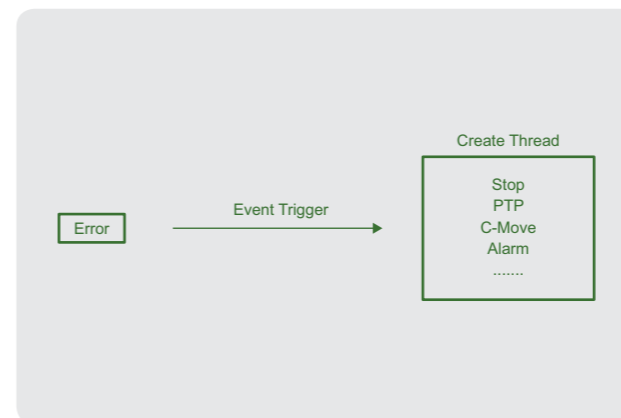 Create Thread
Error
Event Trigger
Stop
PTP
C-Move
Alarm
.......